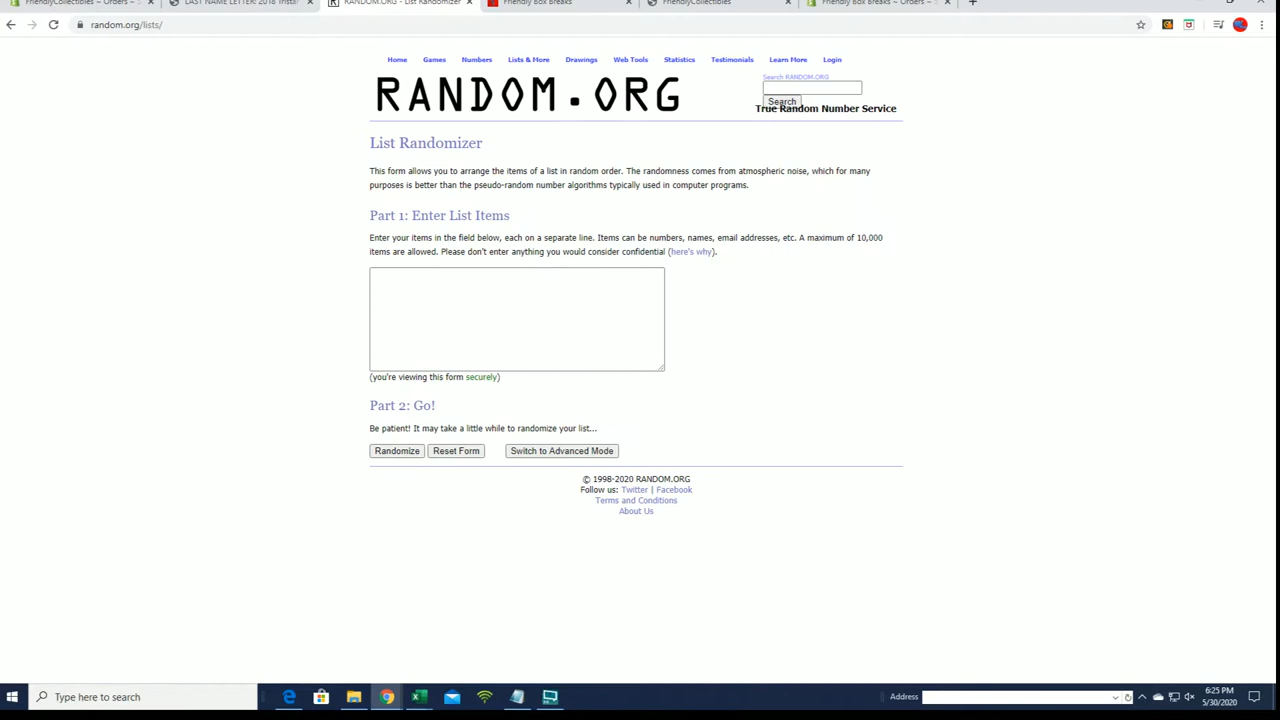 FriendlyCollectibles ~ Orders ~ S
LAST NAME LETTER: 2018 Trista
RANDOM.ORG - List Randomizer
Friendly Box Breaks
FriendlyCollectibles
Friendly Box Breaks ~ Orders ~ S
random.org/lists/
Home Games Numbers Lists & More Drawings Web Tools Statistics Testimonials Learn More Login
RANDOM.ORG
Search RANDOM.ORG
Search
True Random Number Service
List Randomizer
This form allows you to arrange the items of a list in random order. The randomness comes from atmospheric noise, which for many
purposes is better than the pseudo-random number algorithms typically used in computer programs.
Part 1: Enter List Items
Enter your items in the field below, each on a separate line. Items can be numbers, names, email addresses, etc. A maximum of 10,000
items are allowed. Please don't enter anything you would consider confidential (here's why).
(you're viewing this form securely)
Part 2: Go!
Be patient! It may take a little while to randomize your list...
Randomize Reset Form Switch to Advanced Mode
© 1998-2020 RANDOM.ORG
Follow us: Twitter | Facebook
Terms and Conditions
About Us
Type here to search
Address
6:25 PM
5/30/2020